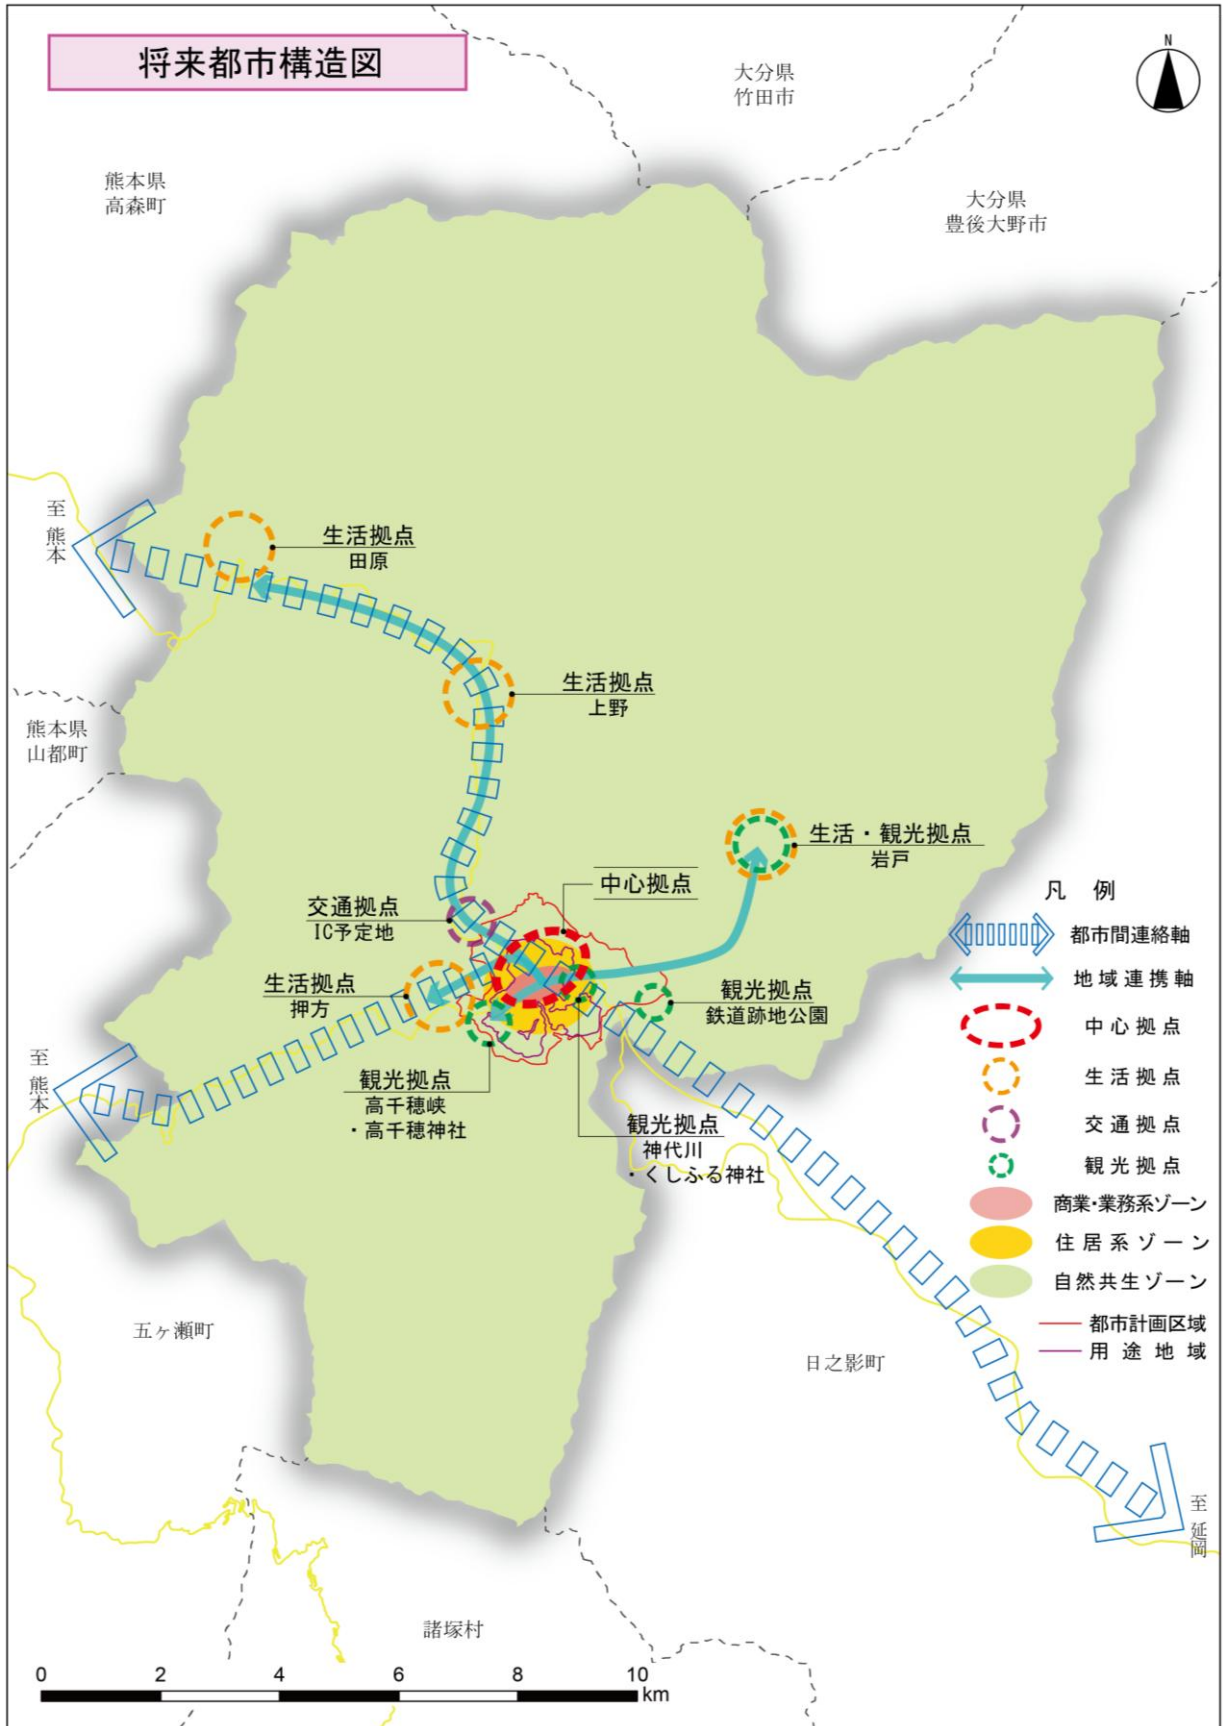 将来都市構造図
N
大分県
竹田市
熊本県
高森町
大分県
豊後大野市
至 熊本
生活拠点
田原
生活拠点
上野
熊本県
山都町
生活・観光拠点
岩戸
中心拠点
交通拠点
IC予定地
生活拠点
押方
観光拠点
鉄道跡地公園
至 熊本
観光拠点
高千穂峡
・高千穂神社
観光拠点
神代川
・くしふる神社
凡 例
都市間連絡軸
地域連携軸
中心拠点
生活拠点
交通拠点
観光拠点
商業・業務系ゾーン
住居系ゾーン
自然共生ゾーン
都市計画区域
用途地域
五ヶ瀬町
日之影町
至 延岡
諸塚村
0 2 4 6 8 10
km